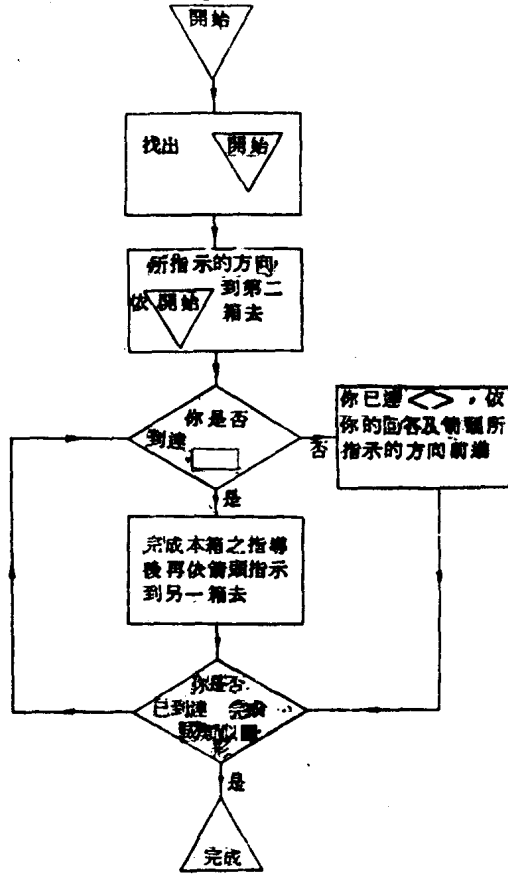 開始
找出 開始
所指示的方向,
到第二
依 開始
箱去
你是否
到達
否
是
你已達 ,依
你的回答及箭頭所
指示的方向前進
完成本箱之指導
後再依箭頭指示
到另一箱去
你是否
已到達 完成
形
是
完成